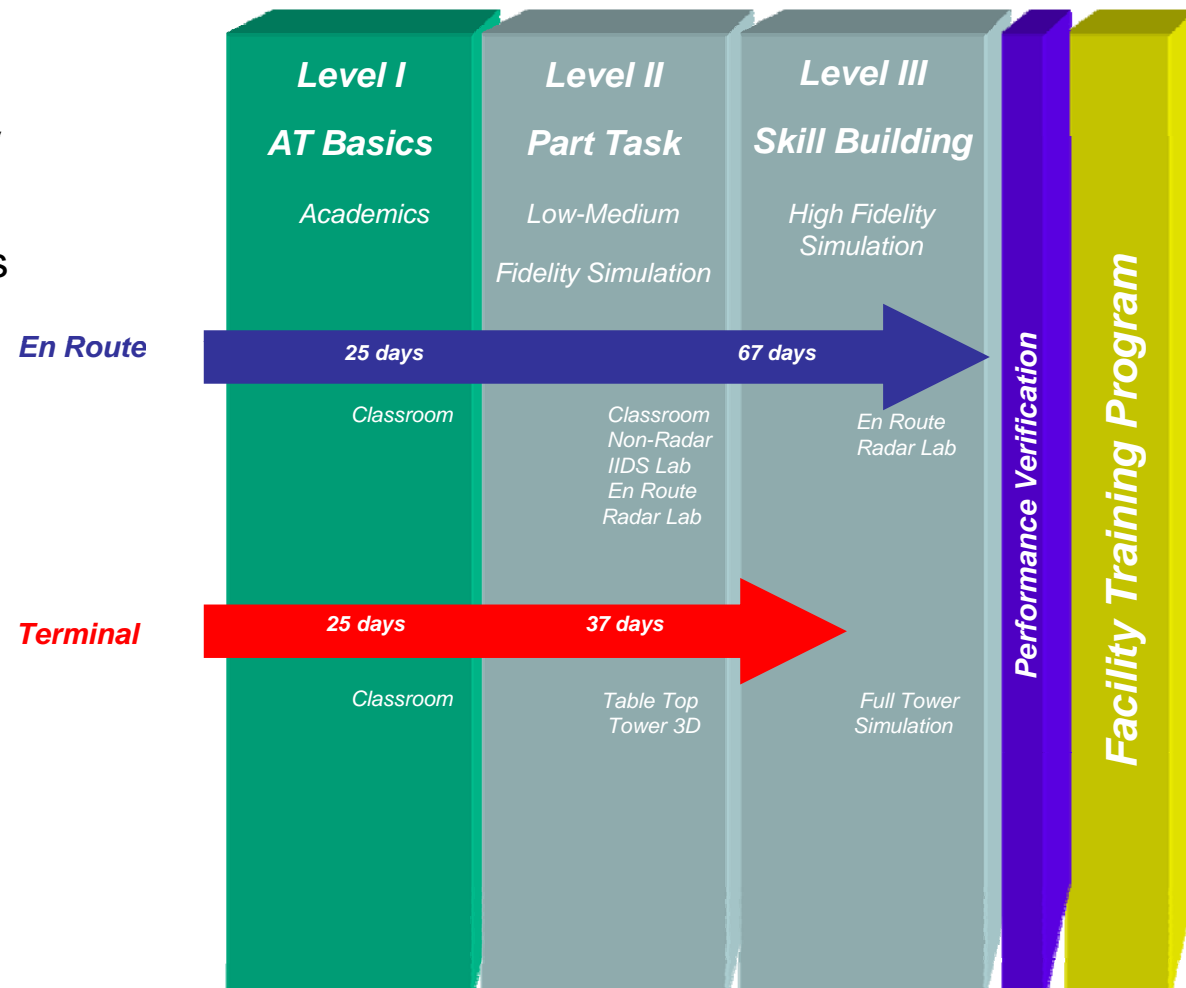 Level I
AT Basics
Academics
Level II
Part Task
Low-Medium
Fidelity Simulation
Level III
Skill Building
High Fidelity
Simulation
s
En Route
25 days
67 days
Classroom
Classroom
Non-Radar
IIDS Lab
En Route
Radar Lab
En Route
Radar Lab
Terminal
25 days
37 days
Classroom
Table Top
Tower 3D
Full Tower
Simulation
Performance Verification
Facility Training Program